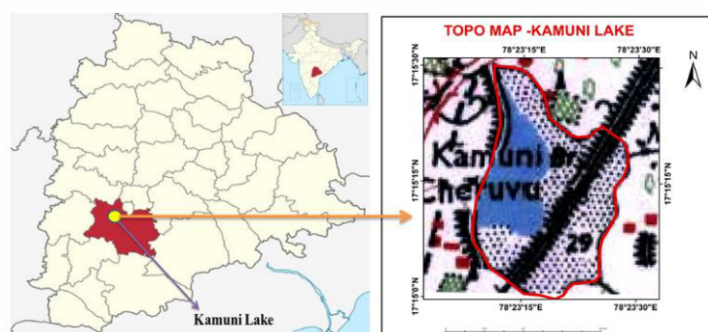 Kamuni Lake
TOPO MAP -KAMUNI LAKE
78°23'15"E
78°23'30"E
N
17°15'30"N
17°15'30"N
Kamuni
Cheruvu
17°15'15"N
17°15'15"N
29
17°15'0"N
17°15'0"N
78°23'15"E
78°23'30"E